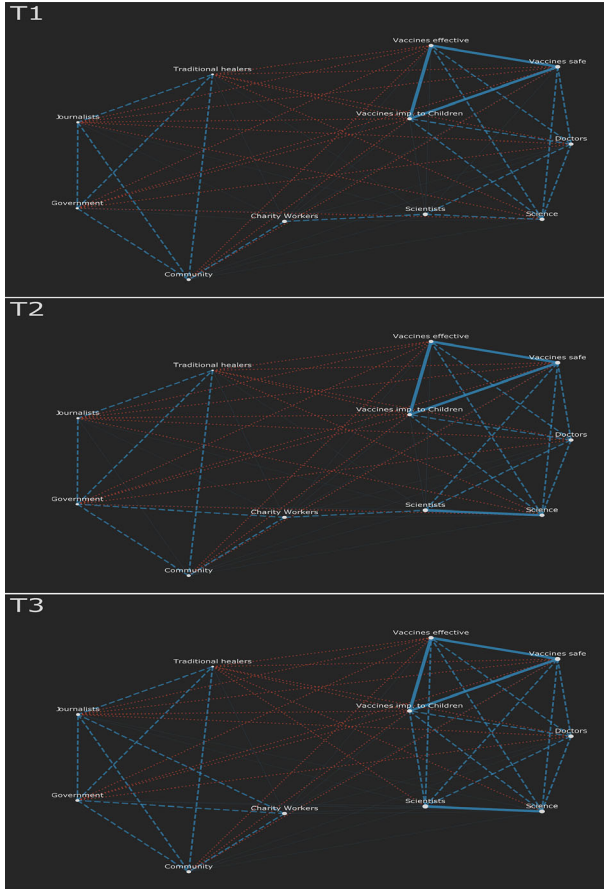 T1
Vaccines effective
Vaccines safe
Traditional healers
Journalists
Vaccines imp. to Children
Doctors
Government
Scientists
Charity Workers
Science
Community
T2
Vaccines effective
Vaccines safe
Traditional healers
Journalists
Vaccines imp. to Children
Doctors
Government
Scientists
Charity Workers
Science
Community
T3
Vaccines effective
Vaccines safe
Traditional healers
Journalists
Vaccines imp. to Children
Doctors
Government
Scientists
Charity Workers
Science
Community